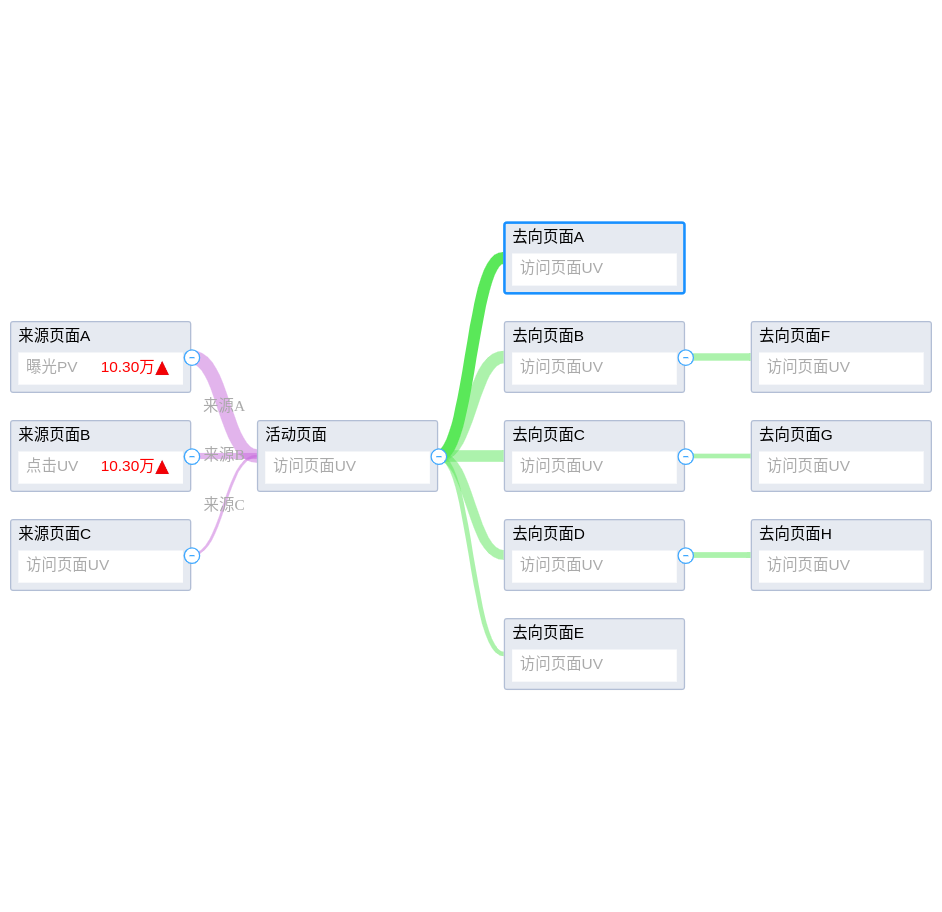 去向页面A
访问页面UV
来源页面A
曝光PV 10.30万▲
去向页面B
访问页面UV
去向页面F
访问页面UV
来源A
来源页面B
点击UV 10.30万▲
来源B
活动页面
访问页面UV
去向页面C
访问页面UV
去向页面G
访问页面UV
来源C
来源页面C
访问页面UV
去向页面D
访问页面UV
去向页面H
访问页面UV
去向页面E
访问页面UV